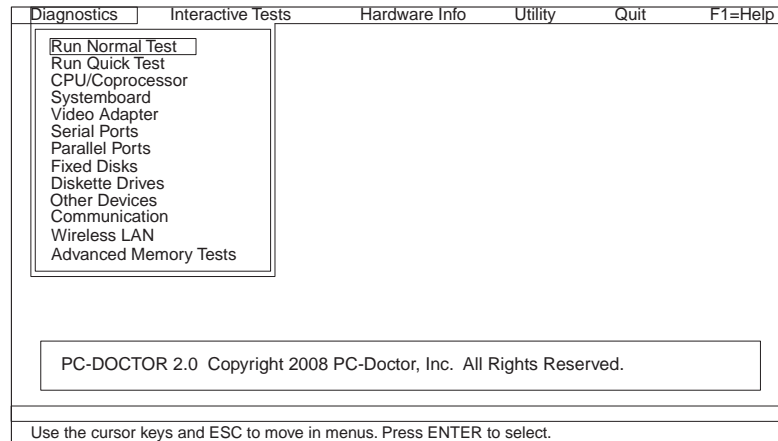 Diagnostics Interactive Tests Hardware Info Utility Quit F1=Help
Run Normal Test
Run Quick Test
CPU/Coprocessor
Systemboard
Video Adapter
Serial Ports
Parallel Ports
Fixed Disks
Diskette Drives
Other Devices
Communication
Wireless LAN
Advanced Memory Tests
PC-DOCTOR 2.0 Copyright 2008 PC-Doctor, Inc. All Rights Reserved.
Use the cursor keys and ESC to move in menus. Press ENTER to select.